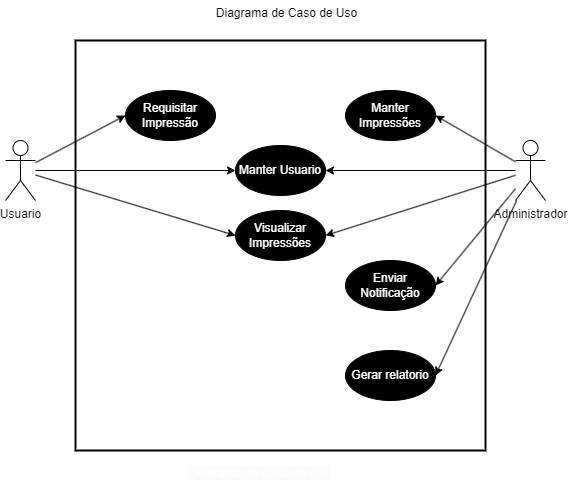 Diagrama de Caso de Uso
Requisitar
Impressão
Manter
Impressões
Manter Usuario
Usuario
Administrador
Visualizar
Impressões
Enviar
Notificação
Gerar relatorio